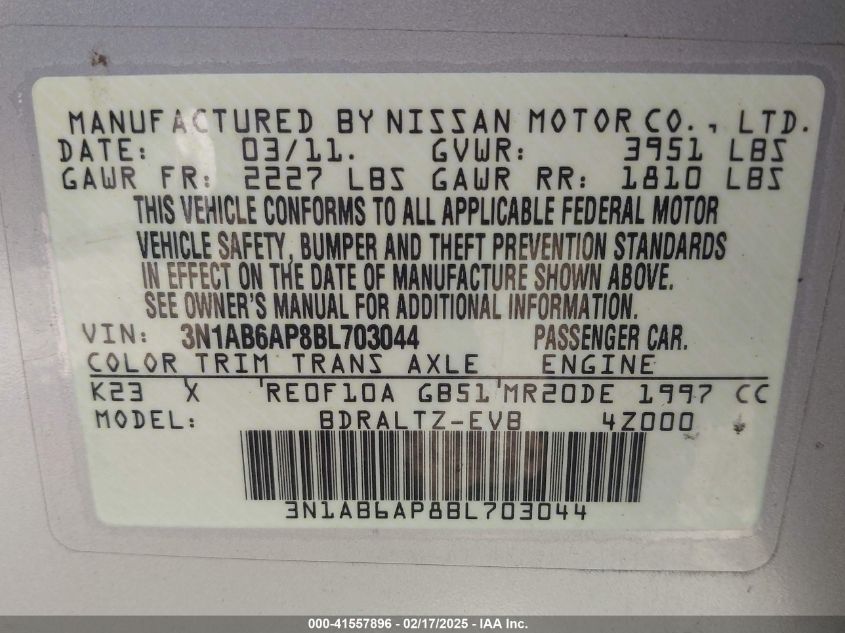 MANUFACTURED BY NISSAN MOTOR CO., LTD.
DATE: 03/11. GVWR: 3951 LBS
GAWR FR: 2227 LBS GAWR RR: 1810 LBS
THIS VEHICLE CONFORMS TO ALL APPLICABLE FEDERAL MOTOR
VEHICLE SAFETY, BUMPER AND THEFT PREVENTION STANDARDS
IN EFFECT ON THE DATE OF MANUFACTURE SHOWN ABOVE.
SEE OWNER'S MANUAL FOR ADDITIONAL INFORMATION.
VIN: 3N1AB6AP8BL703044 PASSENGER CAR.
COLOR TRIM TRANS AXLE ENGINE
K23 X RE0F10A GB51 MR20DE 1997 CC
MODEL: BDRALTZ-EVB 4Z000
3N1AB6AP8BL703044
000-41557896 - 02/17/2025 - EVA - IAA Inc.